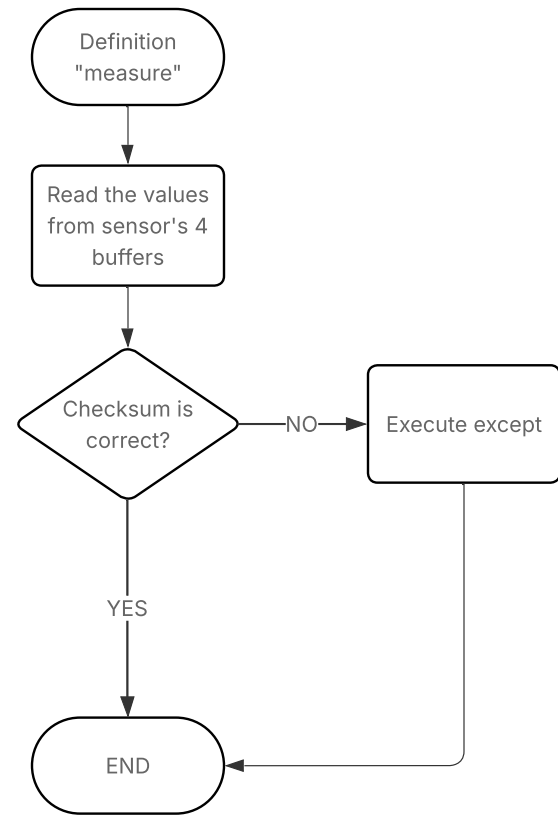 Definition
"measure"
Read the values
from sensor's 4
buffers
Checksum is
correct?
NO
Execute except
YES
END